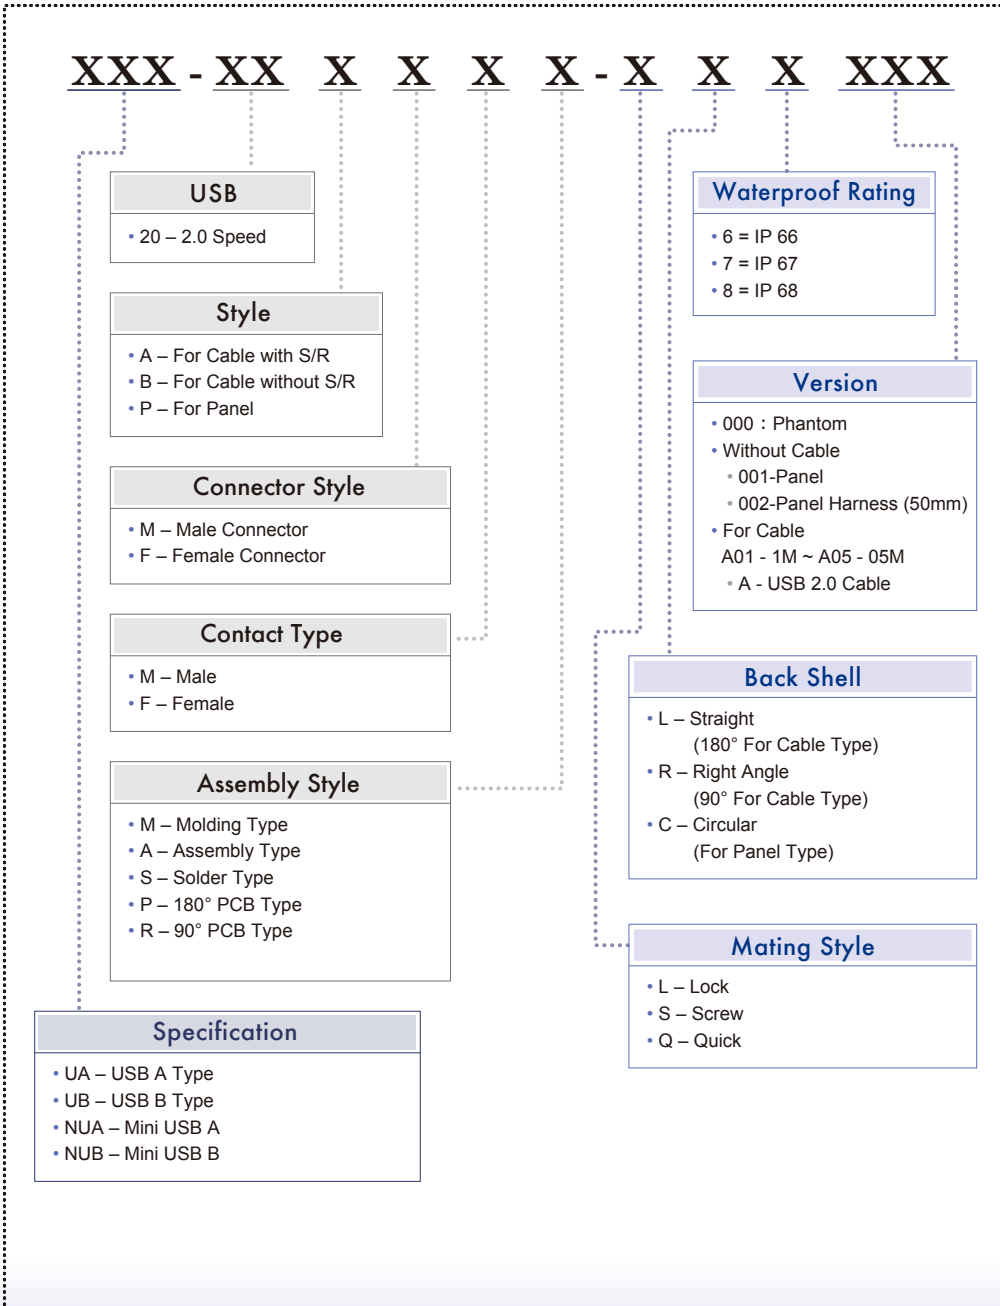 XXX - XX X X X X - X X X XXX
USB
• 20 – 2.0 Speed
Style
• A – For Cable with S/R
• B – For Cable without S/R
• P – For Panel
Connector Style
• M – Male Connector
• F – Female Connector
Contact Type
• M – Male
• F – Female
Assembly Style
• M – Molding Type
• A – Assembly Type
• S – Solder Type
• P – 180° PCB Type
• R – 90° PCB Type
Specification
• UA – USB A Type
• UB – USB B Type
• NUA – Mini USB A
• NUB – Mini USB B
Waterproof Rating
• 6 = IP 66
• 7 = IP 67
• 8 = IP 68
Version
• 000 : Phantom
• Without Cable
• 001-Panel
• 002-Panel Harness (50mm)
• For Cable
A01 - 1M ~ A05 - 05M
• A - USB 2.0 Cable
Back Shell
• L – Straight
(180° For Cable Type)
• R – Right Angle
(90° For Cable Type)
• C – Circular
(For Panel Type)
Mating Style
• L – Lock
• S – Screw
• Q – Quick